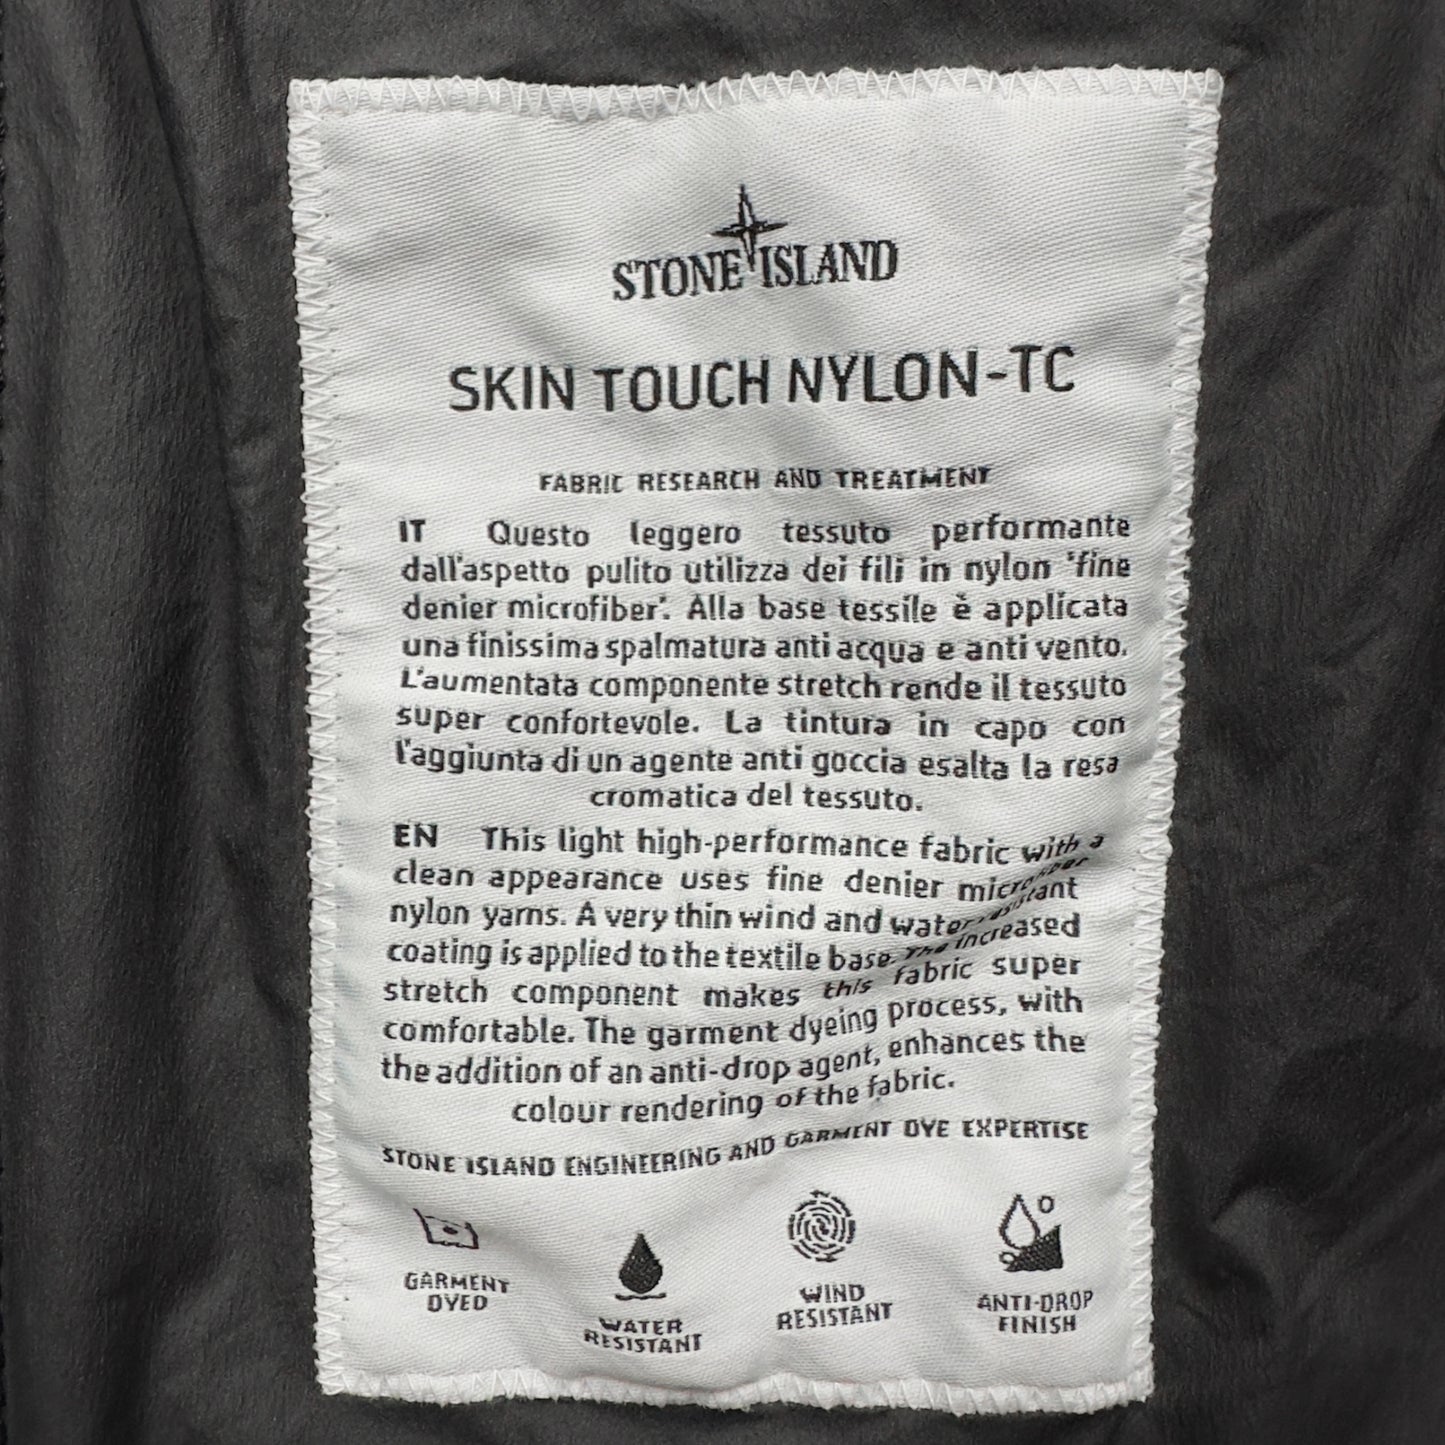 STONE ISLAND
SKIN TOUCH NYLON-TC
FABRIC RESEARCH AND TREATMENT
IT Questo leggero tessuto performante
dall'aspetto pulito utilizza dei fili in nylon 'fine
denier microfiber'. Alla base tessile è applicata
una finissima spalmatura anti acqua e anti vento.
L'aumentata componente stretch rende il tessuto
super confortevole. La tintura in capo con
l'aggiunta di un agente anti goccia esalta la resa
cromatica del tessuto.
EN This light high-performance fabric with a
clean appearance uses fine denier microfiber
nylon yarns. A very thin wind and water resistant
coating is applied to the textile base. The increased
stretch component makes this fabric super
comfortable. The garment dyeing process, with
the addition of an anti-drop agent, enhances the
colour rendering of the fabric.
STONE ISLAND ENGINEERING AND GARMENT DYE EXPERTISE
GARMENT
DYED
WATER
RESISTANT
WIND
RESISTANT
ANTI-DROP
FINISH